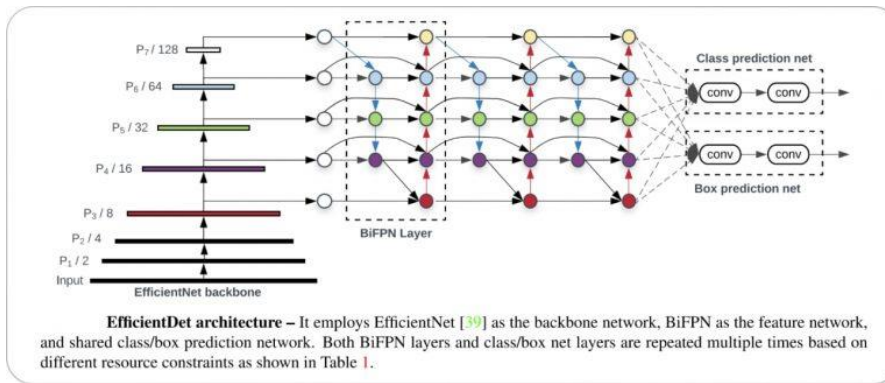 P7 / 128
P6 / 64
P5 / 32
P4 / 16
P3 / 8
P2 / 4
P1 / 2
Input
EfficientNet backbone
BiFPN Layer
Class prediction net
conv conv
conv conv
Box prediction net
EfficientDet architecture – It employs EfficientNet [39] as the backbone network, BiFPN as the feature network,
and shared class/box prediction network. Both BiFPN layers and class/box net layers are repeated multiple times based on
different resource constraints as shown in Table 1.